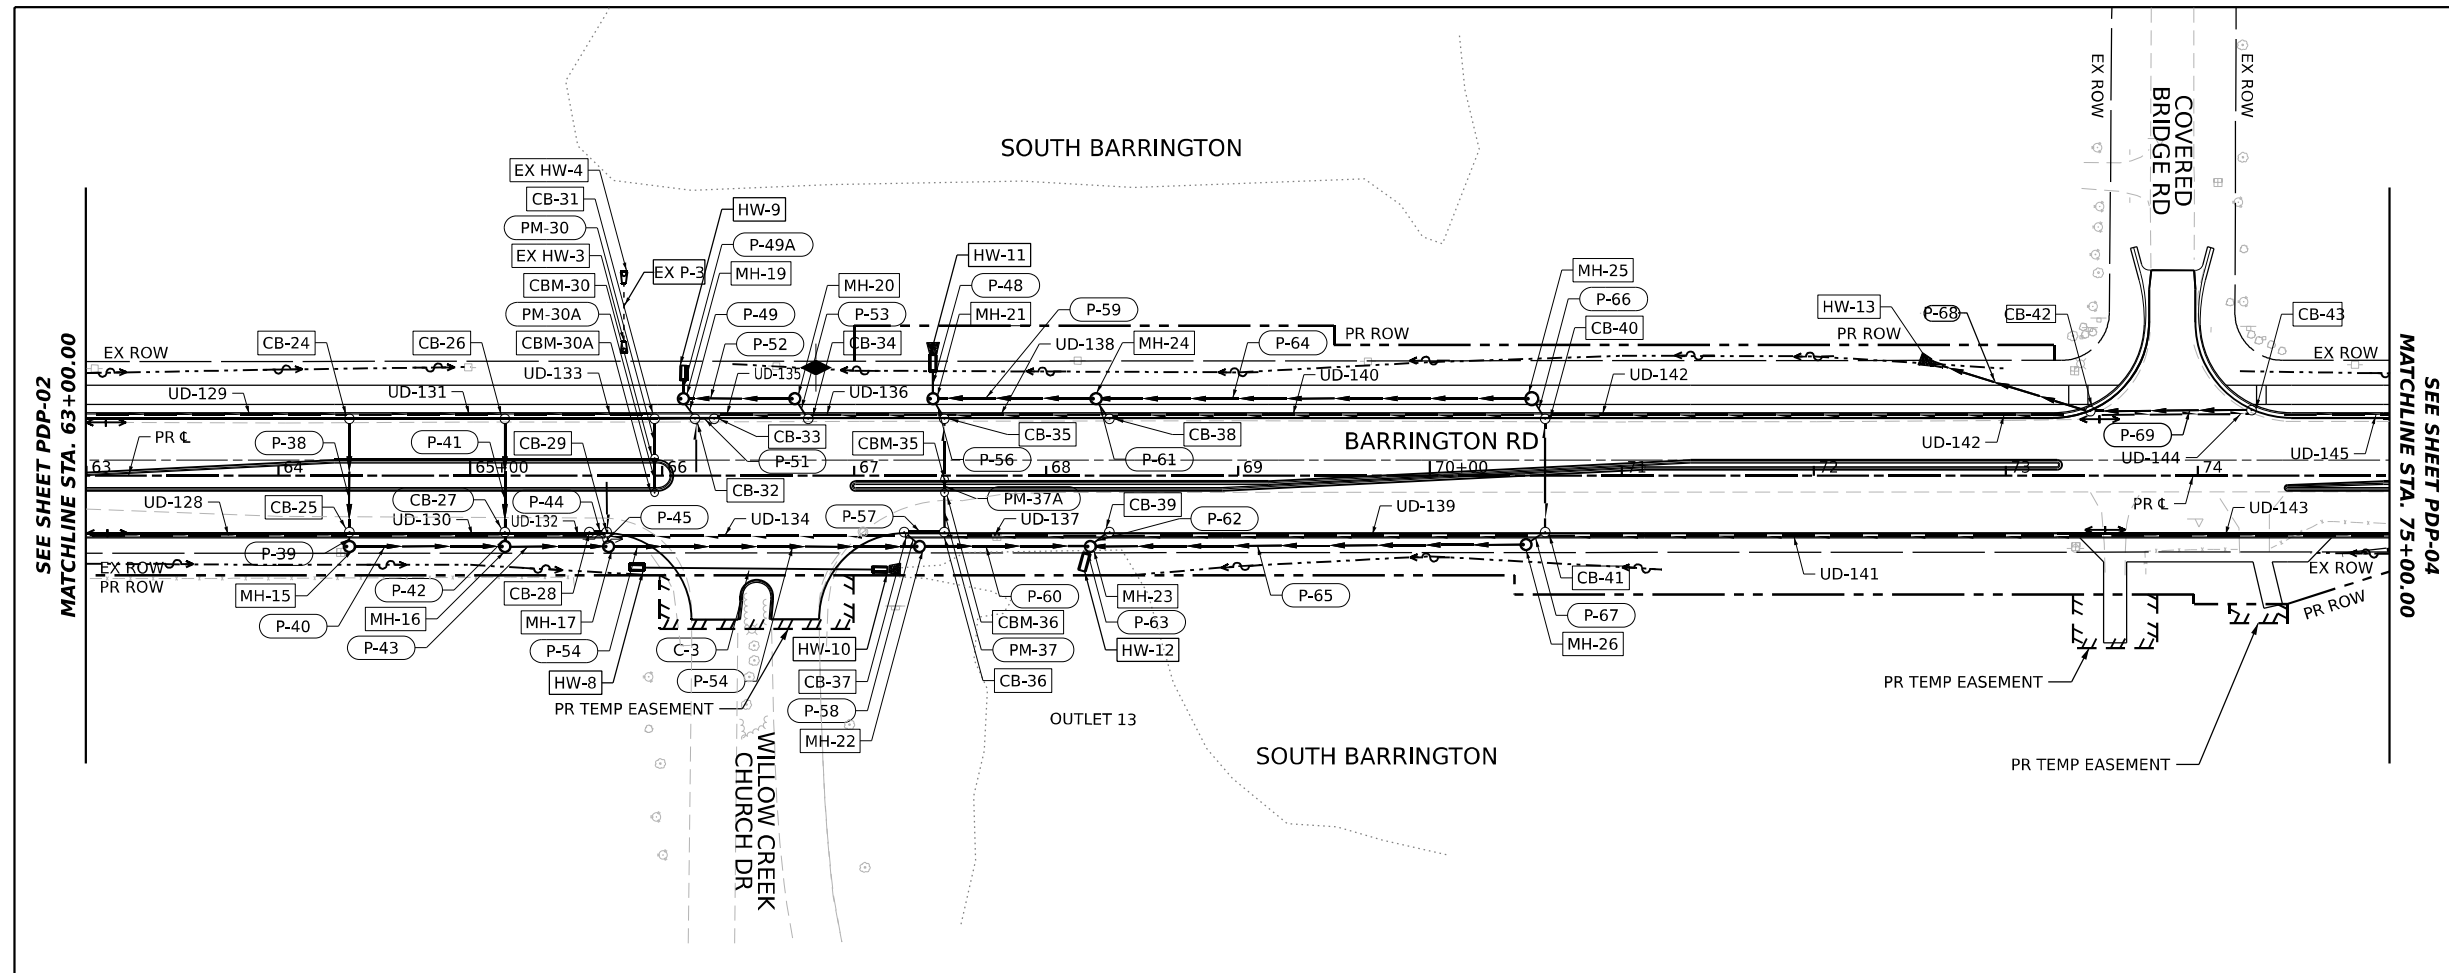 SOUTH BARRINGTON
COVERED
BRIDGE RD
EX ROW
EX ROW
EX HW-4
CB-31
PM-30
EX HW-3
CBM-30
PM-30A
CBM-30A
EX P-3
HW-9
P-49A
MH-19
P-49
P-52
MH-20
P-53
CB-34
HW-11
P-48
MH-21
P-59
UD-138
MH-24
P-64
PR ROW
MH-25
P-66
CB-40
HW-13
PR ROW
P-68
CB-42
CB-43
EX ROW
SEE SHEET PDP-02
MATCHLINE STA. 63+00.00
EX ROW
CB-24
CB-26
UD-129
UD-131
UD-133
UD-135
UD-136
UD-140
UD-142
PR ℄
P-38
P-41
CB-29
CB-33
P-51
CB-32
CBM-35
CB-35
P-56
CB-38
P-61
BARRINGTON RD
UD-142
P-69
UD-144
UD-145
63
64
65+00
66
67
68
69
70+00
71
72
73
74
UD-128
CB-25
CB-27
P-44
UD-130
UD-132
P-45
UD-134
P-57
PM-37A
UD-137
CB-39
P-62
UD-139
PR ℄
UD-143
P-39
EX ROW
PR ROW
MH-15
P-42
P-40
MH-16
P-43
CB-28
MH-17
P-54
HW-8
C-3
P-54
HW-10
CB-37
P-58
MH-22
P-60
CBM-36
PM-37
CB-36
MH-23
P-63
HW-12
P-65
CB-41
P-67
MH-26
UD-141
EX ROW
PR ROW
PR TEMP EASEMENT
PR TEMP EASEMENT
PR TEMP EASEMENT
OUTLET 13
SOUTH BARRINGTON
WILLOW CREEK
CHURCH DR
SEE SHEET PDP-04
MATCHLINE STA. 75+00.00